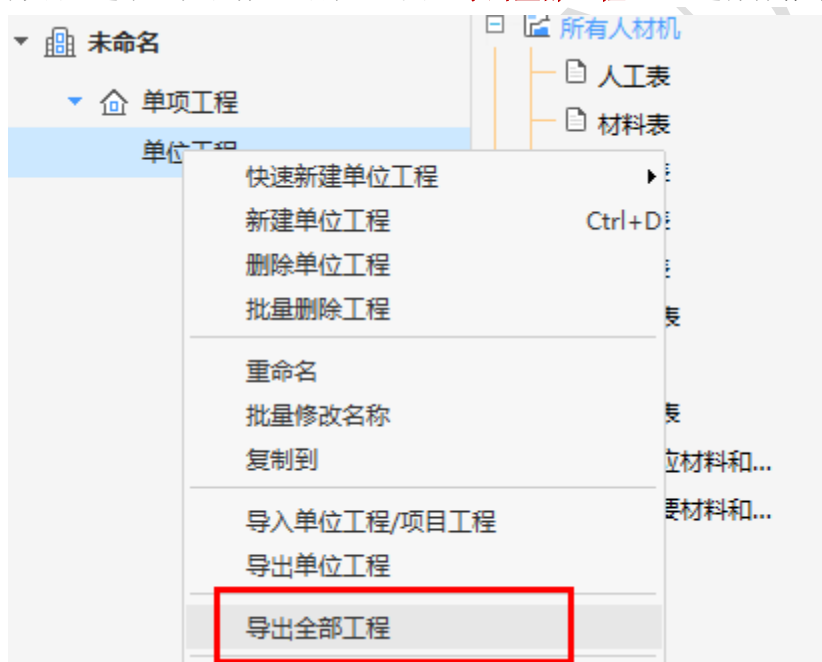 未命名
单项工程
单位工程
所有人材机
人工表
材料表
快速新建单位工程
新建单位工程 Ctrl+D
删除单位工程
批量删除工程
表
重命名
批量修改名称
表
复制到
应材料和...
导入单位工程/项目工程
要材料和...
导出单位工程
导出全部工程